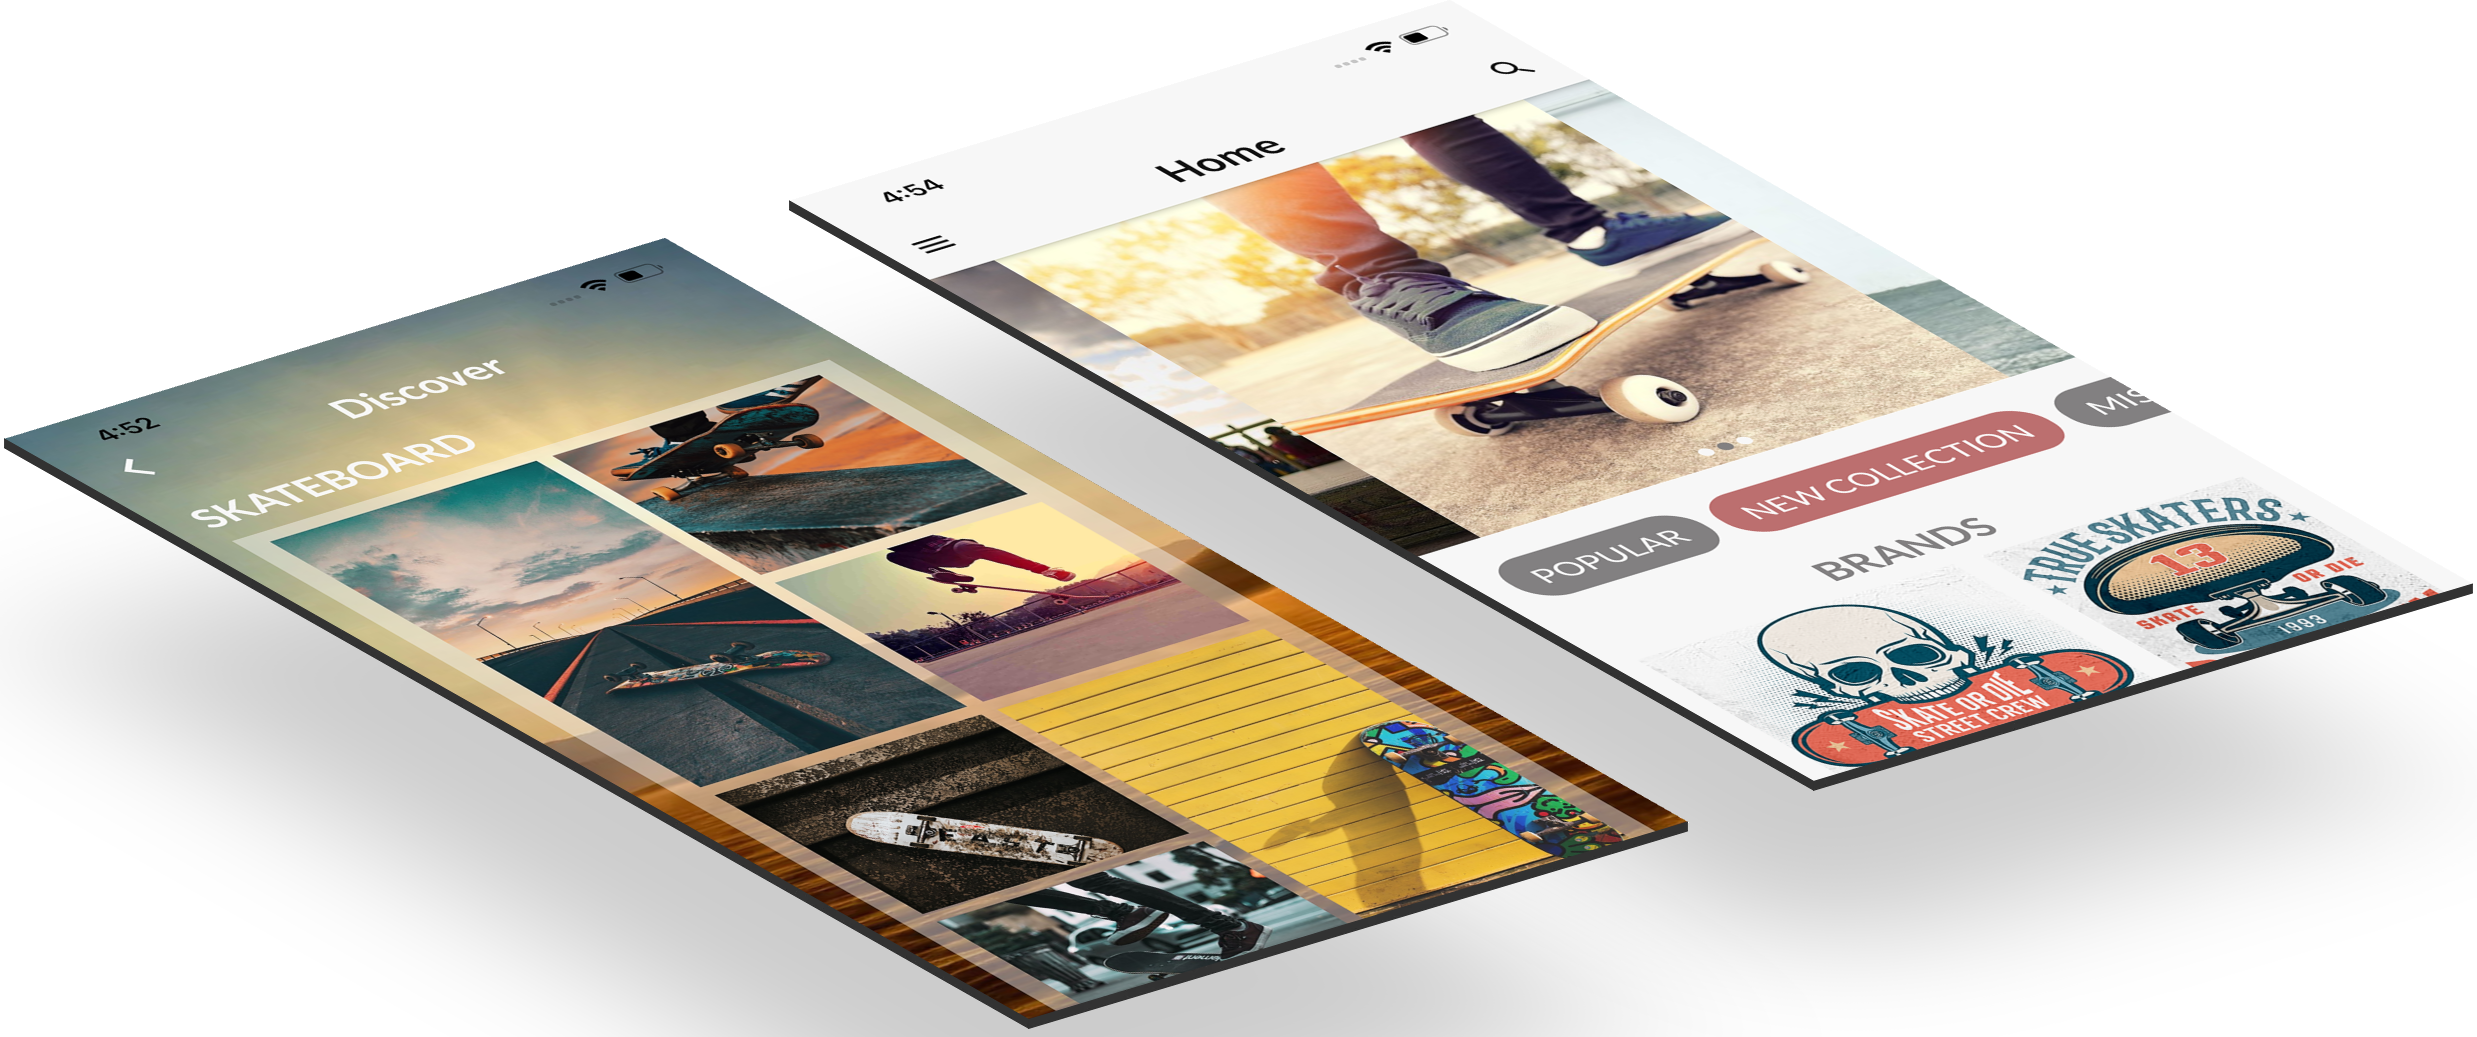 4:52
Discover
SKATEBOARD
4:54
Home
POPULAR
NEW COLLECTION
MIS
BRANDS
TRUE SKATERS
13
SKATE
OR DIE
1993
SKATE OR DIE
STREET CREW